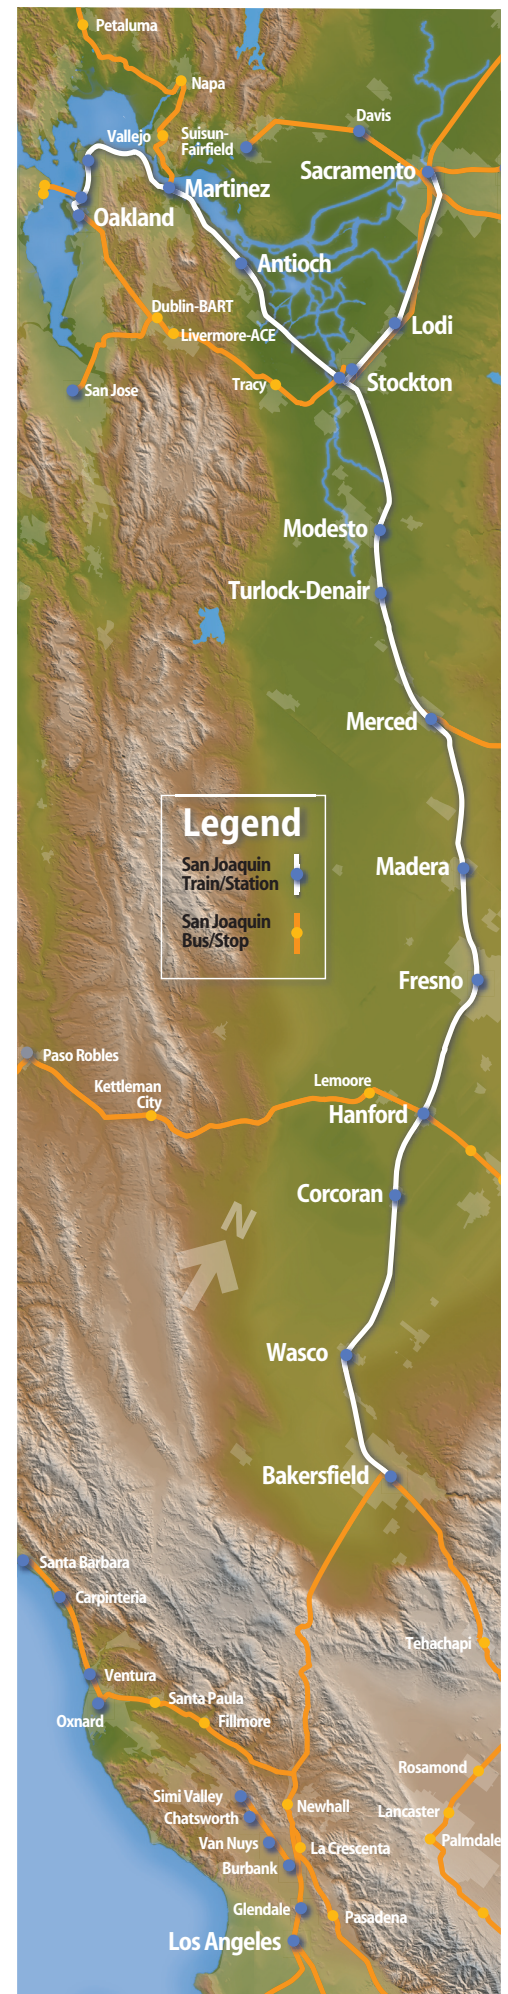 Petaluma
Napa
Davis
Vallejo
Suisun-
Fairfield
Sacramento
Martinez
Oakland
Antioch
Dublin-BART
Lodi
Livermore-ACE
Stockton
Tracy
San Jose
Modesto
Turlock-Denair
Merced
Legend
San Joaquin
Train/Station
San Joaquin
Bus/Stop
Madera
Fresno
Paso Robles
Kettleman
City
Lemoore
Hanford
Corcoran
N
Wasco
Bakersfield
Santa Barbara
Carpinteria
Tehachapi
Ventura
Santa Paula
Oxnard
Fillmore
Rosamond
Simi Valley
Newhall
Lancaster
Chatsworth
Van Nuys
La Crescenta
Palmdale
Burbank
Glendale
Pasadena
Los Angeles